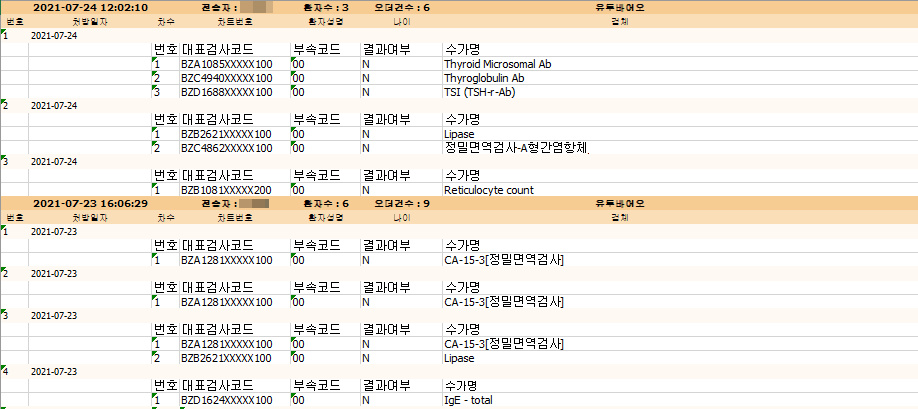 2021-07-24 12:02:10 전송자 : 환자수 : 3 오더건수 : 6 유투바이오
번호 처방일자 차수 차트번호 환자성명 나이 검체
1 2021-07-24
번호 대표검사코드 부속코드 결과여부 수가명
1 BZA1085XXXXX100 00 N Thyroid Microsomal Ab
2 BZC4940XXXXX100 00 N Thyroglobulin Ab
3 BZD1688XXXXX100 00 N TSI (TSH-r-Ab)
2 2021-07-24
번호 대표검사코드 부속코드 결과여부 수가명
1 BZB2621XXXXX100 00 N Lipase
2 BZC4862XXXXX100 00 N 정밀면역검사-A형간염항체
3 2021-07-24
번호 대표검사코드 부속코드 결과여부 수가명
1 BZB1081XXXXX200 00 N Reticulocyte count
2021-07-23 16:06:29 전송자 : 환자수 : 6 오더건수 : 9 유투바이오
번호 처방일자 차수 차트번호 환자성명 나이 검체
1 2021-07-23
번호 대표검사코드 부속코드 결과여부 수가명
1 BZA1281XXXXX100 00 N CA-15-3[정밀면역검사]
2 2021-07-23
번호 대표검사코드 부속코드 결과여부 수가명
1 BZA1281XXXXX100 00 N CA-15-3[정밀면역검사]
3 2021-07-23
번호 대표검사코드 부속코드 결과여부 수가명
1 BZA1281XXXXX100 00 N CA-15-3[정밀면역검사]
2 BZB2621XXXXX100 00 N Lipase
4 2021-07-23
번호 대표검사코드 부속코드 결과여부 수가명
1 BZD1624XXXXX100 00 N IgE - total